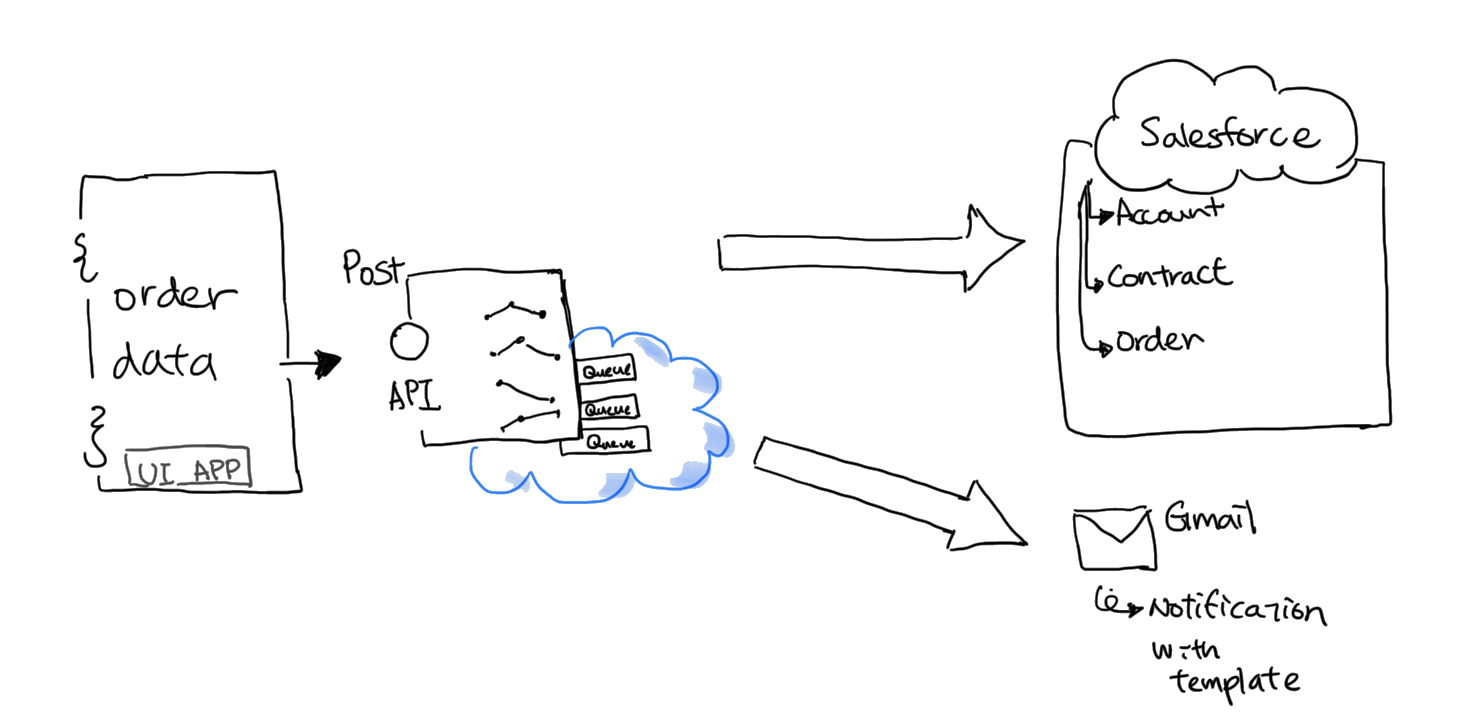 {
order
data
}
UI APP
Post
API
Queue
Queue
Queue
Salesforce
Account
Contract
Order
Gmail
Notification
with
template